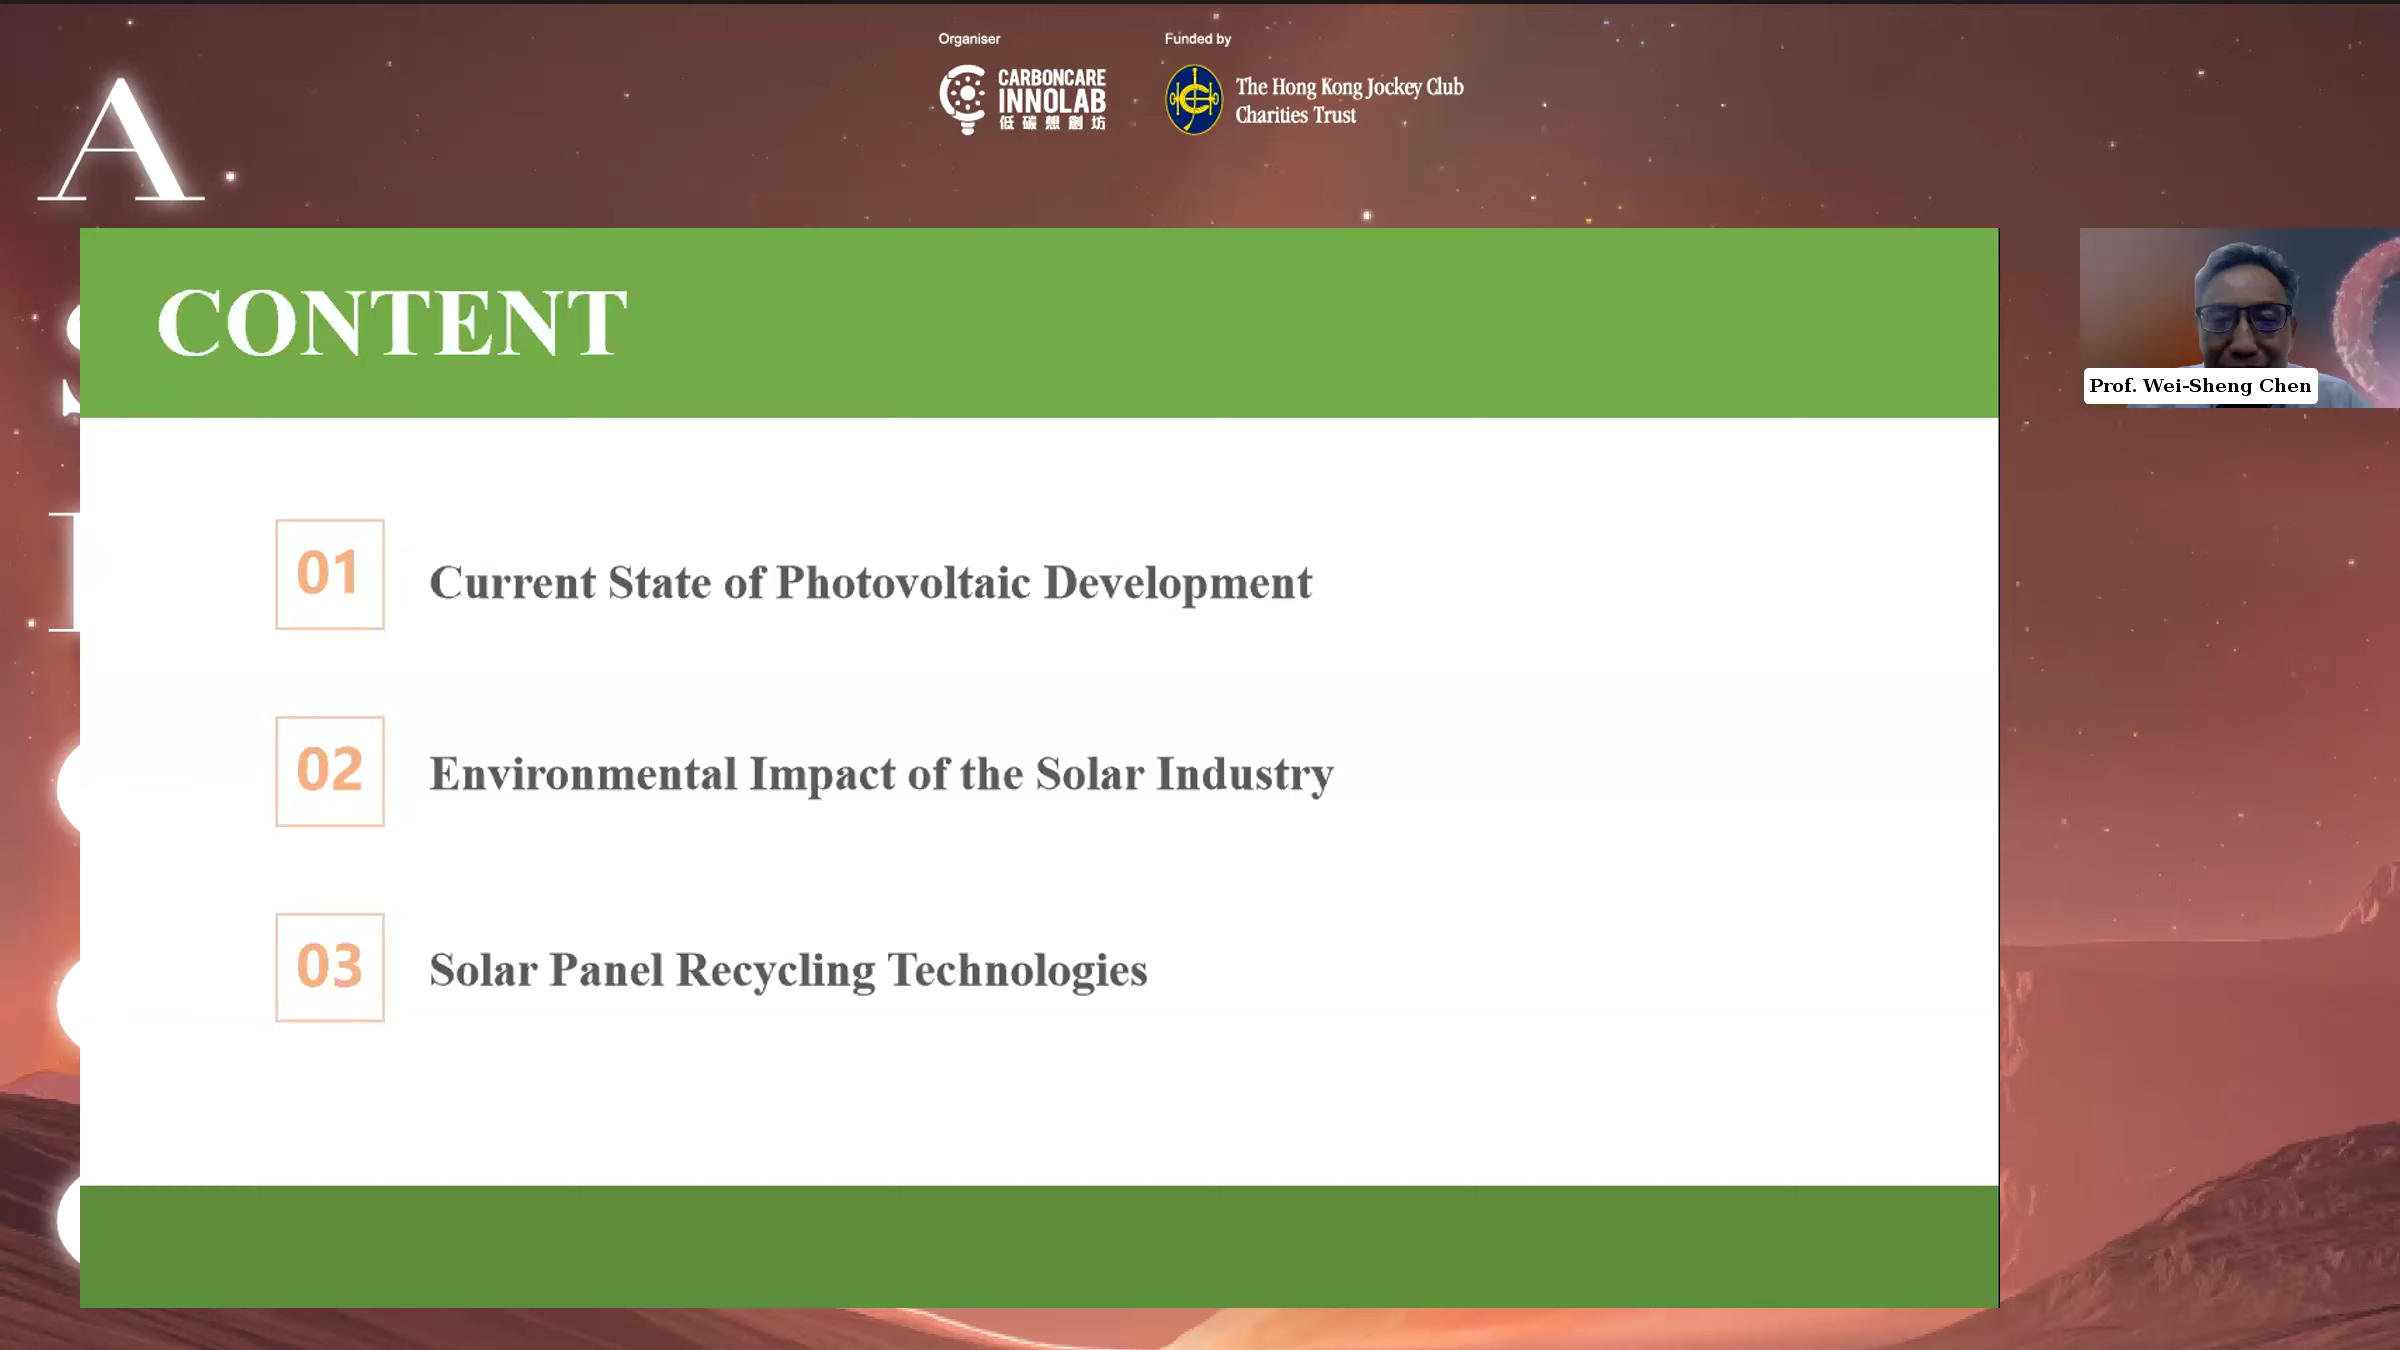 Organiser
Funded by
CARBONCARE
INNOLAB
低碳想創坊
The Hong Kong Jockey Club
Charities Trust
A
CONTENT
01
Current State of Photovoltaic Development
02
Environmental Impact of the Solar Industry
03
Solar Panel Recycling Technologies
Prof. Wei-Sheng Chen